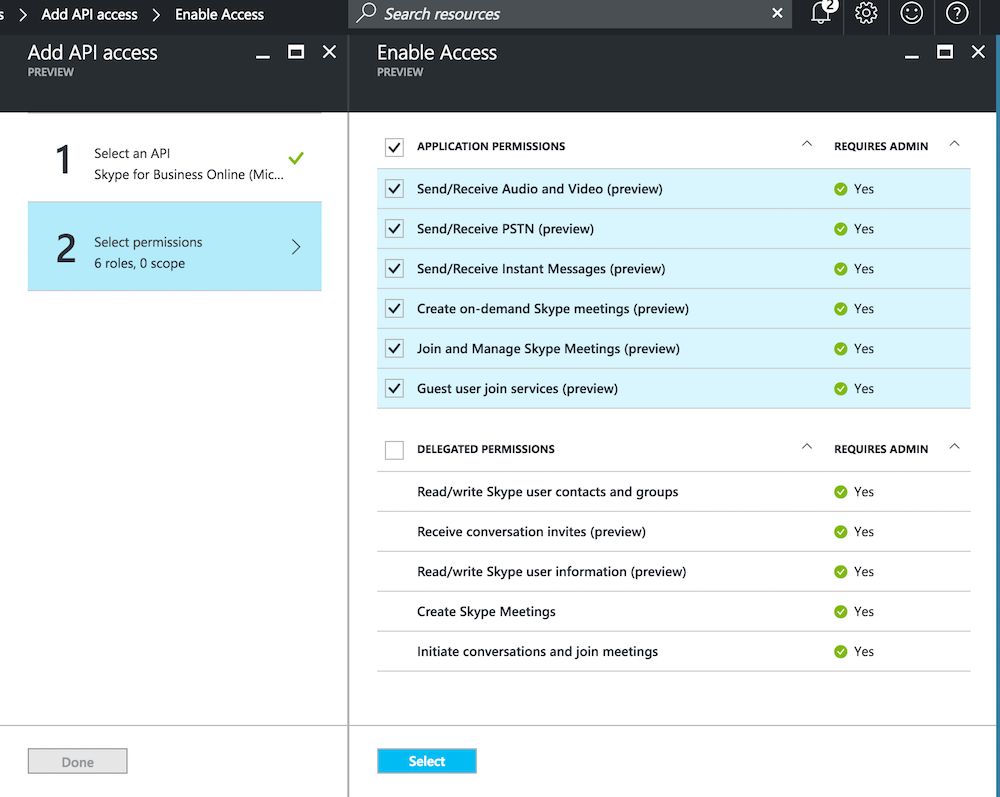 s > Add API access > Enable Access
Search resources
2
Add API access
PREVIEW
1
Select an API
Skype for Business Online (Mic...
2
Select permissions
6 roles, 0 scope
Done
Enable Access
PREVIEW
APPLICATION PERMISSIONS REQUIRES ADMIN
Send/Receive Audio and Video (preview) Yes
Send/Receive PSTN (preview) Yes
Send/Receive Instant Messages (preview) Yes
Create on-demand Skype meetings (preview) Yes
Join and Manage Skype Meetings (preview) Yes
Guest user join services (preview) Yes
DELEGATED PERMISSIONS REQUIRES ADMIN
Read/write Skype user contacts and groups Yes
Receive conversation invites (preview) Yes
Read/write Skype user information (preview) Yes
Create Skype Meetings Yes
Initiate conversations and join meetings Yes
Select